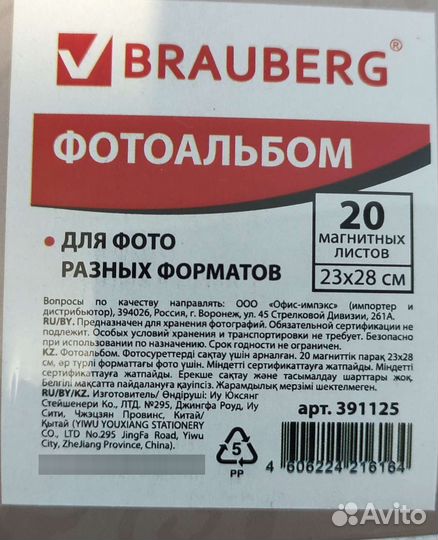 BRAUBERG®
ФОТОАЛЬБОМ
• ДЛЯ ФОТО
РАЗНЫХ ФОРМАТОВ
20
МАГНИТНЫХ
ЛИСТОВ
23х28 см
Вопросы по качеству направлять: ООО «Офис-импэкс» (импортер и
дистрибьютор), 394026, Россия, г. Воронеж, ул. 45 Стрелковой Дивизии, 261А.
RU/BY. Предназначен для хранения фотографий. Обязательной сертификации не
подлежит. Особых условий хранения и транспортировки не требует. Безопасен
при использовании по назначению. Срок годности не ограничен.
KZ. Фотоальбом. Фотосуреттерді сақтау үшін арналған. 20 магниттік парақ 23х28
см, әр түрлі форматтағы фото үшін. Міндетті сертификаттауға жатпайды. Міндетті
сертификаттауға жатпайды. Ерекше сақтау және тасымалдау шарттары жоқ.
Белгілі мақсатта пайдалануға қауіпсіз. Жарамдылық мерзімі шектелмеген.
RU/BY/KZ. Изготовитель/ Өндіруші: Иу Юксянг
Стейшенери Ко., ЛТД. №295, Джингфа Роуд, Иу
Сити, Чжэцзян Провинс, Китай/
Қытай (YIWU YOUXIANG STATIONERY
CO., LTD No.295 JingFa Road, Yiwu
City, ZheJiang Province, China).
арт. 391125
5
PP
4 606224 216164
Avito